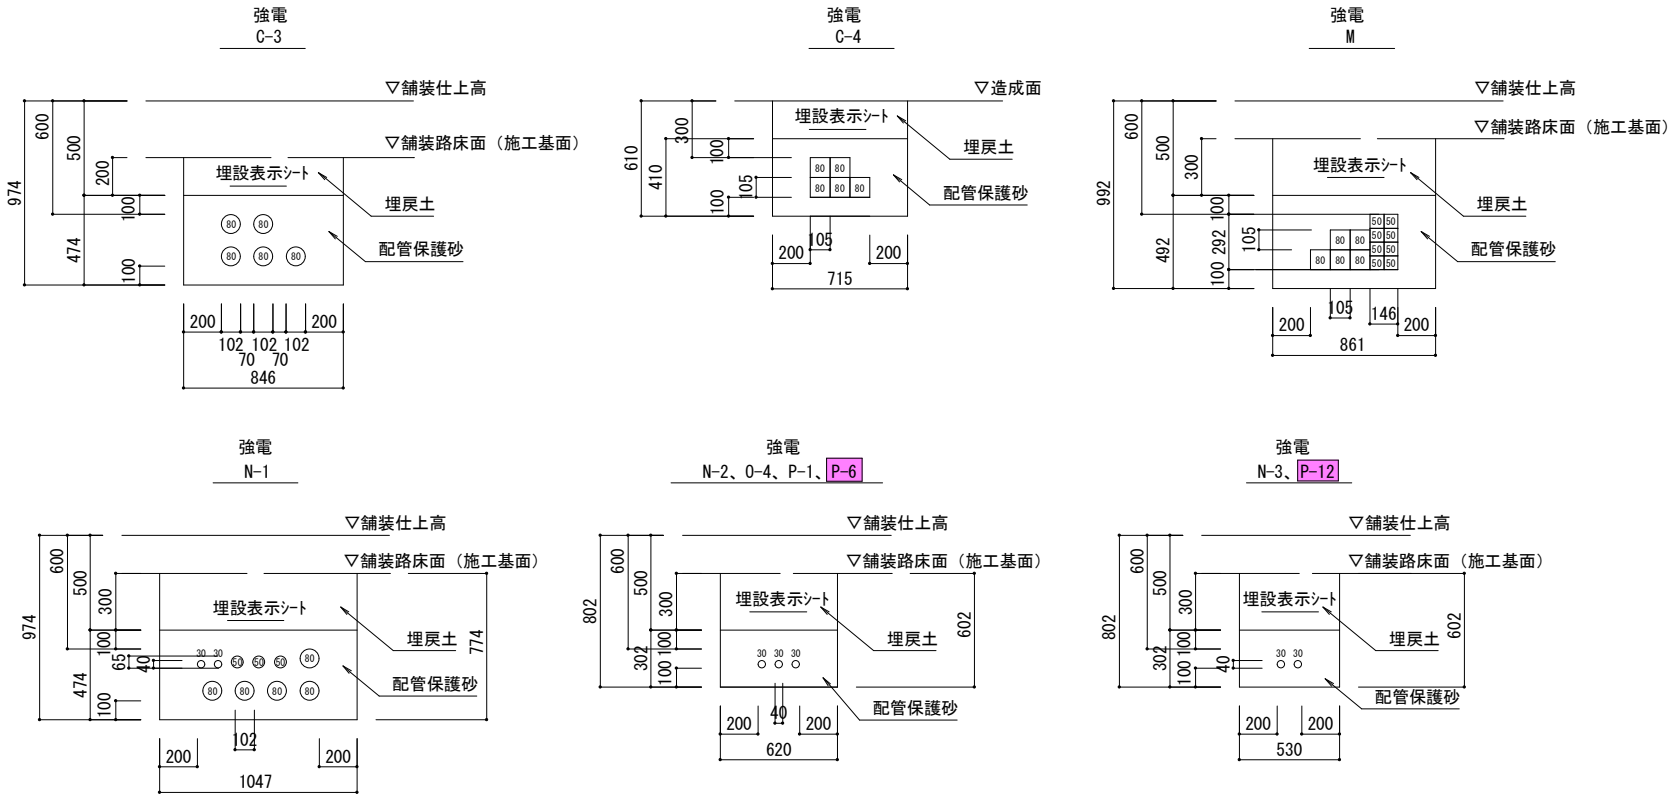 強電
C-3
▽舗装仕上高
▽舗装路床面（施工基面）
埋設表示シート
埋戻土
配管保護砂
974
600
500
200
100
474
100
80 80
80 80 80
200 200
102 102 102
70 70
846
強電
C-4
▽造成面
埋設表示シート
埋戻土
配管保護砂
610
410
300
100
105
100
80 80
80 80 80
105
200 200
715
強電
M
▽舗装仕上高
▽舗装路床面（施工基面）
埋設表示シート
埋戻土
配管保護砂
992
600
500
300
100
292
105
492
100
50 50
80 80 50 50
50 50
80 80 80 50 50
105 146
200 200
861
強電
N-1
▽舗装仕上高
▽舗装路床面（施工基面）
埋設表示シート
埋戻土
配管保護砂
974
600
500
300
100
65
40
474
100
774
30 30
50 50 50 80
80 80 80 80
102
200 200
1047
強電
N-2、O-4、P-1、P-6
▽舗装仕上高
▽舗装路床面（施工基面）
埋設表示シート
埋戻土
配管保護砂
802
600
500
300
100
302
100
602
30 30 30
40
200 200
620
強電
N-3、P-12
▽舗装仕上高
▽舗装路床面（施工基面）
埋設表示シート
埋戻土
配管保護砂
802
600
500
300
100
302
100
40
602
30 30
200 200
530